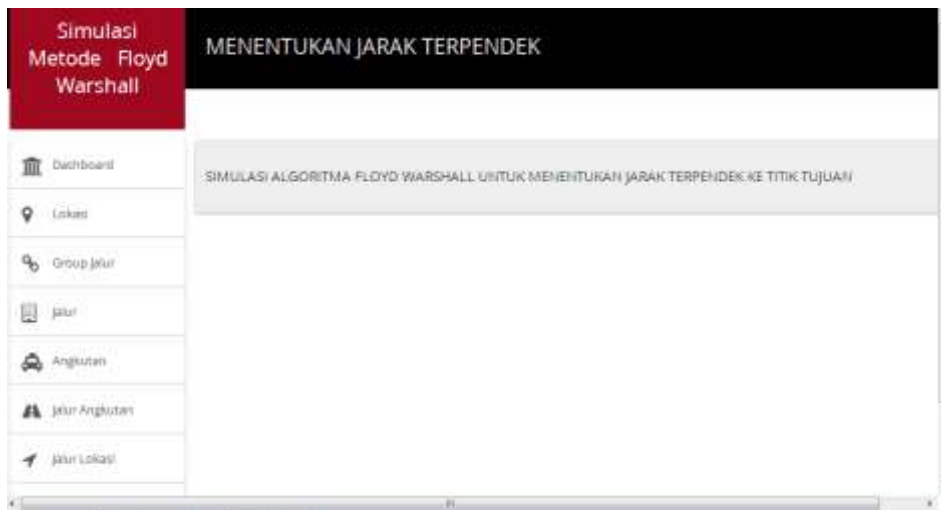 Simulasi
Metode Floyd
Warshall
MENENTUKAN JARAK TERPENDEK
SIMULASI ALGORITMA FLOYD WARSHALL UNTUK MENENTUKAN JARAK TERPENDEK KE TITIK TUJUAN
Dashboard
Lokasi
Group Jalur
Jalur
Angkutan
Jalur Angkutan
Jalur Lokasi